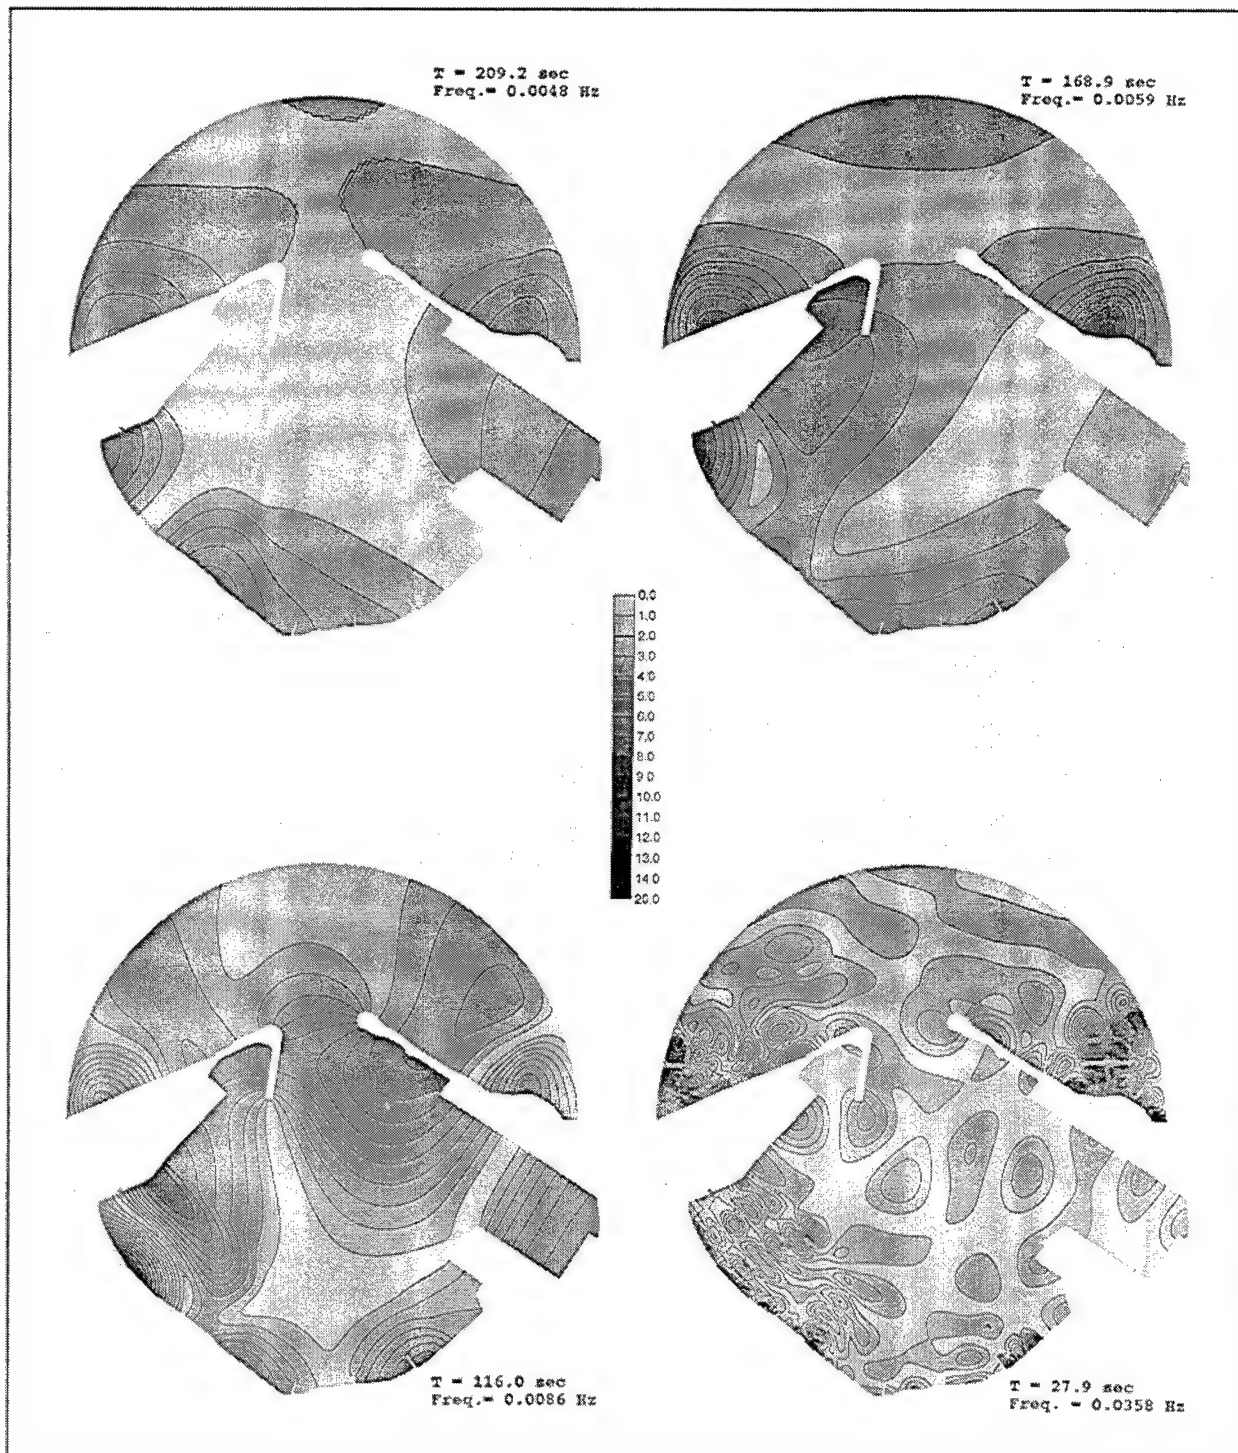 T = 209.2 sec
Freq.= 0.0048 Hz
T = 168.9 sec
Freq.= 0.0059 Hz
0.0
1.0
2.0
3.0
4.0
5.0
6.0
7.0
8.0
9.0
10.0
11.0
12.0
13.0
14.0
20.0
T = 116.0 sec
Freq.= 0.0086 Hz
T = 27.9 sec
Freq. = 0.0358 Hz